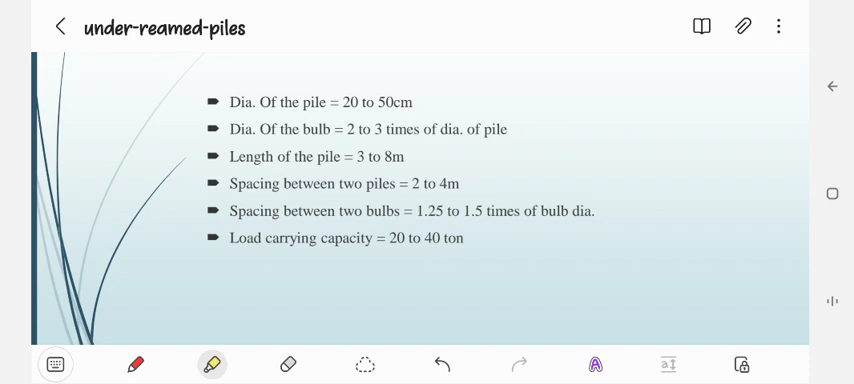 under-reamed-piles
Dia. Of the pile = 20 to 50cm
Dia. Of the bulb = 2 to 3 times of dia. of pile
Length of the pile = 3 to 8m
Spacing between two piles = 2 to 4m
Spacing between two bulbs = 1.25 to 1.5 times of bulb dia.
Load carrying capacity = 20 to 40 ton
A
a